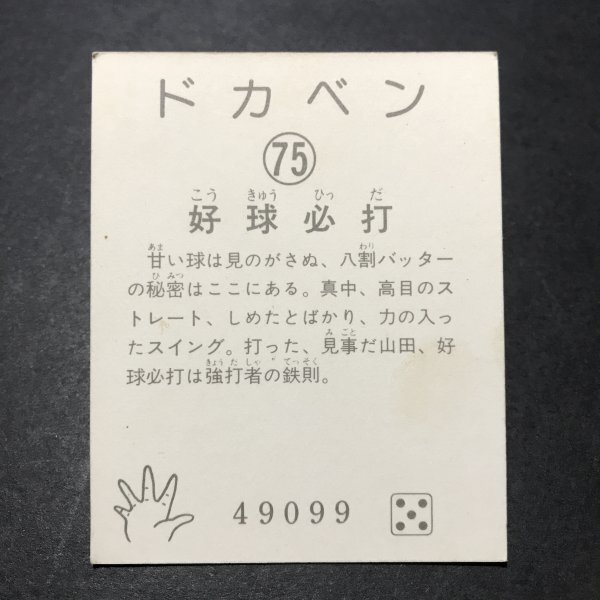 ドカベン
75
こう きゅう ひっ だ
好球必打
あま わり
甘い球は見のがさぬ、八割バッター
ひ みつ
の秘密はここにある。真中、高目のス
トレート、しめたとばかり、力の入っ
み ごと
たスイング。打った、見事だ山田、好
きょう だ しゃ てっ そく
球必打は強打者の鉄則。
49099